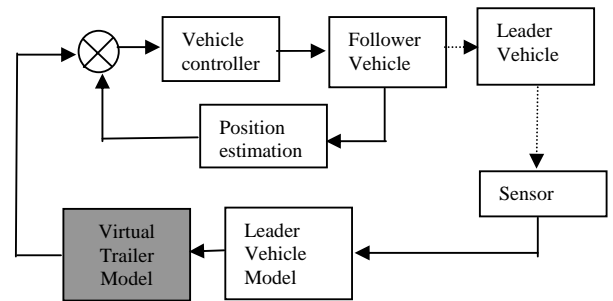 Vehicle
controller
Follower
Vehicle
Leader
Vehicle
Position
estimation
Sensor
Virtual
Trailer
Model
Leader
Vehicle
Model